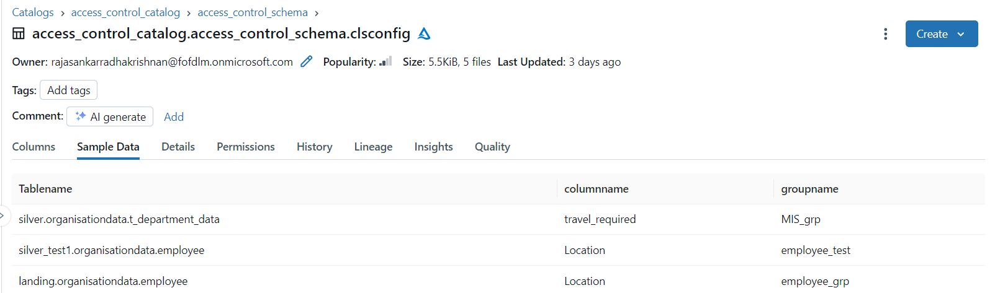 Catalogs > access_control_catalog > access_control_schema >
access_control_catalog.access_control_schema.clsconfig
Create
Owner: rajasankarradhakrishnan@fofdlm.onmicrosoft.com Popularity: Size: 5.5KiB, 5 files Last Updated: 3 days ago
Tags: Add tags
Comment: AI generate Add
Columns Sample Data Details Permissions History Lineage Insights Quality
Tablename columnname groupname
silver.organisationdata.t_department_data travel_required MIS_grp
silver_test1.organisationdata.employee Location employee_test
landing.organisationdata.employee Location employee_grp